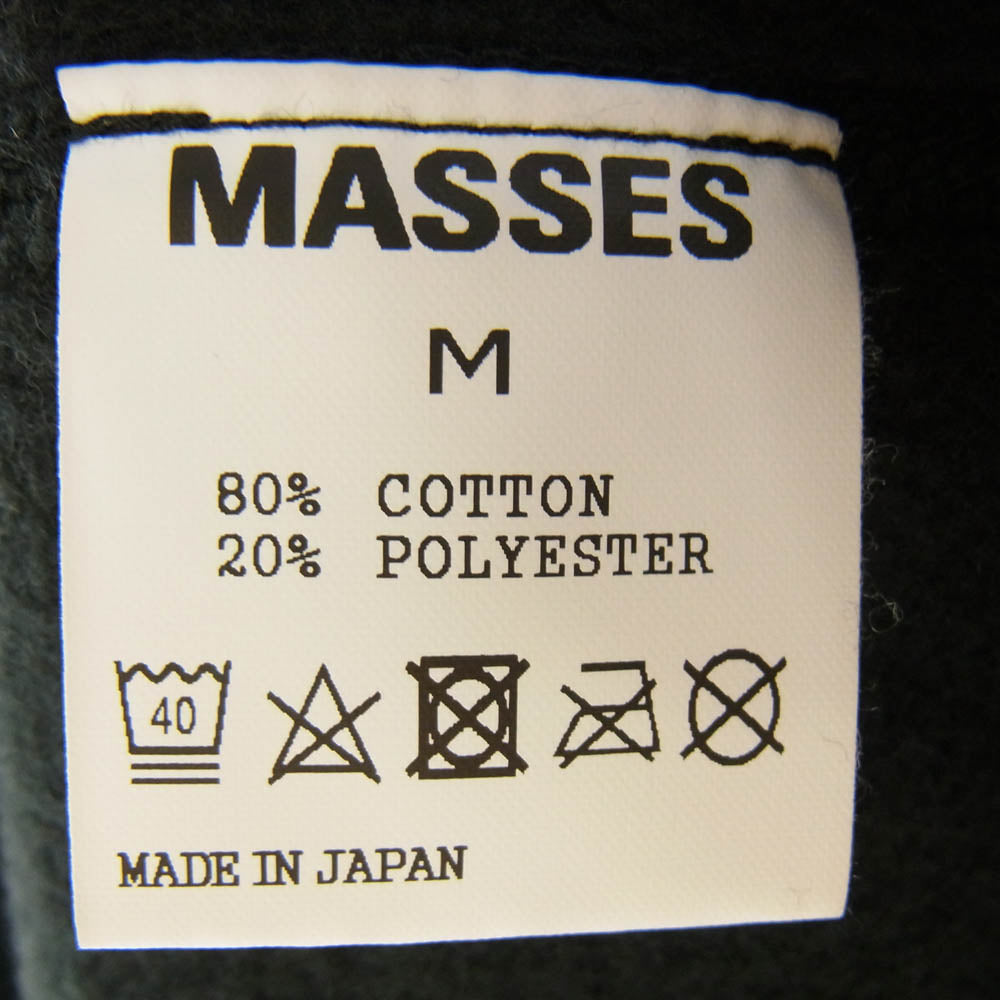 MASSES
M
80% COTTON
20% POLYESTER
40
MADE IN JAPAN